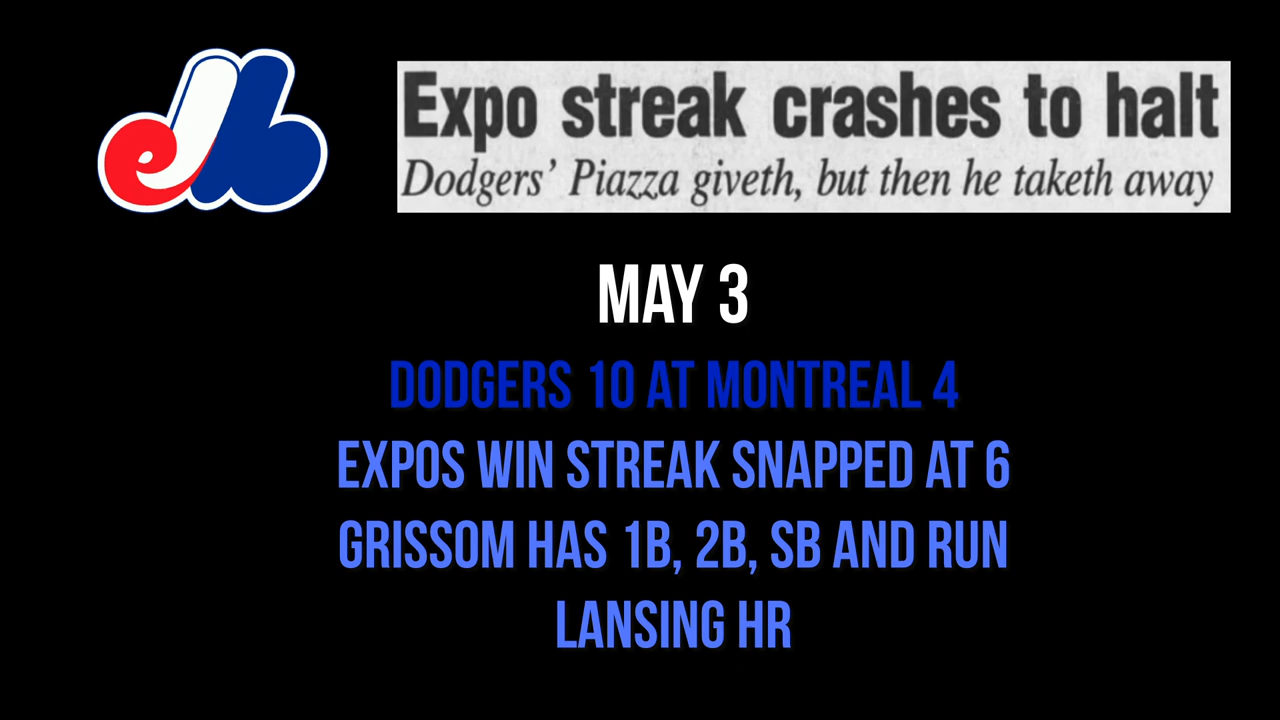 Expo streak crashes to halt
Dodgers' Piazza giveth, but then he taketh away
MAY 3
DODGERS 10 AT MONTREAL 4
EXPOS WIN STREAK SNAPPED AT 6
GRISSOM HAS 1B, 2B, SB AND RUN
LANSING HR